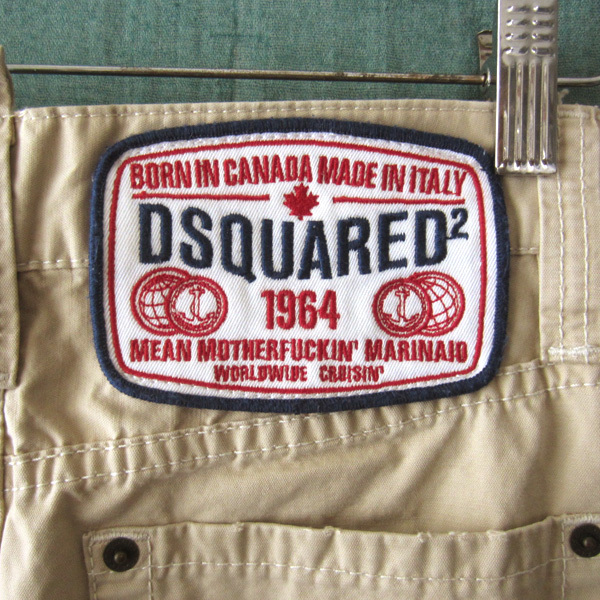 BORN IN CANADA MADE IN ITALY
DSQUARED²
1964
MEAN MOTHERFUCKIN' MARINAIO
WORLDWIDE CRUISIN'